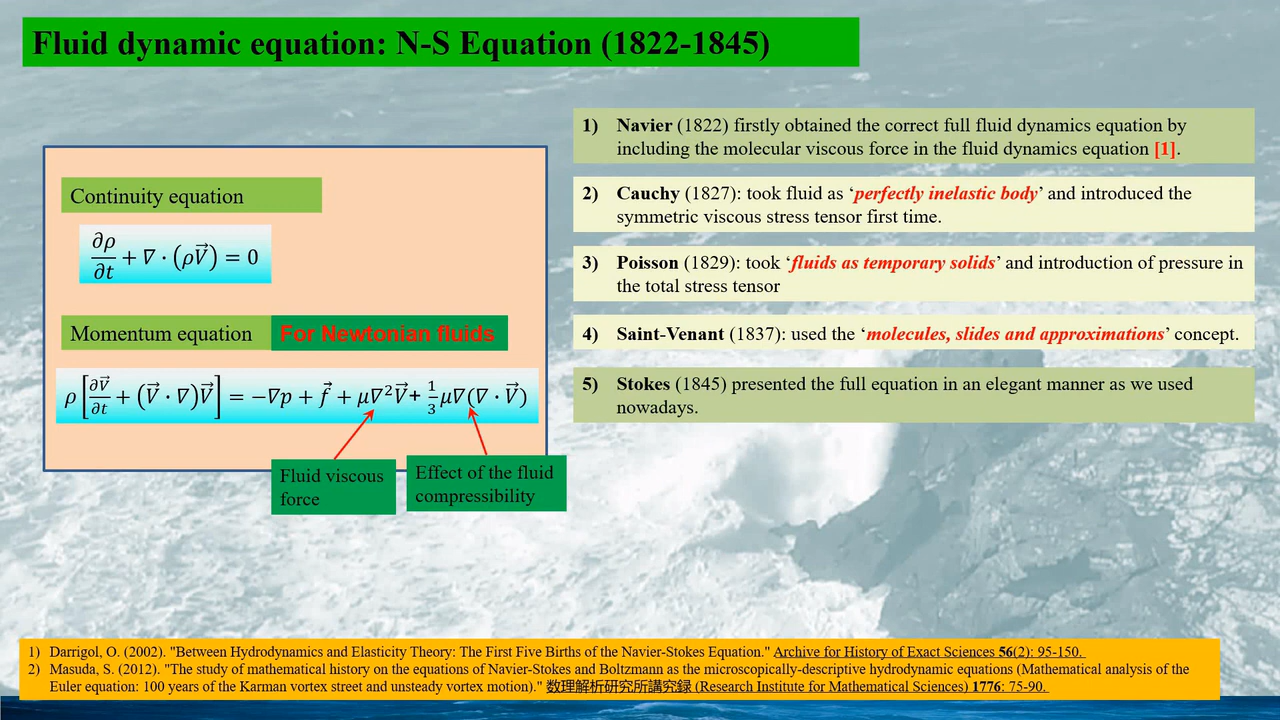 Fluid dynamic equation: N-S Equation (1822-1845)
Continuity equation
∂ρ/∂t + ∇ · (ρV⃗) = 0
Momentum equation For Newtonian fluids
ρ[∂V⃗/∂t + (V⃗ · ∇)V⃗] = −∇p + f⃗ + μ∇²V⃗ + 1/3 μ∇(∇ · V⃗)
Fluid viscous
force
Effect of the fluid
compressibility
1) Navier (1822) firstly obtained the correct full fluid dynamics equation by
including the molecular viscous force in the fluid dynamics equation [1].
2) Cauchy (1827): took fluid as ‘perfectly inelastic body’ and introduced the
symmetric viscous stress tensor first time.
3) Poisson (1829): took ‘fluids as temporary solids’ and introduction of pressure in
the total stress tensor
4) Saint-Venant (1837): used the ‘molecules, slides and approximations’ concept.
5) Stokes (1845) presented the full equation in an elegant manner as we used
nowadays.
1) Darrigol, O. (2002). "Between Hydrodynamics and Elasticity Theory: The First Five Births of the Navier-Stokes Equation." Archive for History of Exact Sciences 56(2): 95-150.
2) Masuda, S. (2012). "The study of mathematical history on the equations of Navier-Stokes and Boltzmann as the microscopically-descriptive hydrodynamic equations (Mathematical analysis of the
Euler equation: 100 years of the Karman vortex street and unsteady vortex motion)." 数理解析研究所講究録 (Research Institute for Mathematical Sciences) 1776: 75-90.